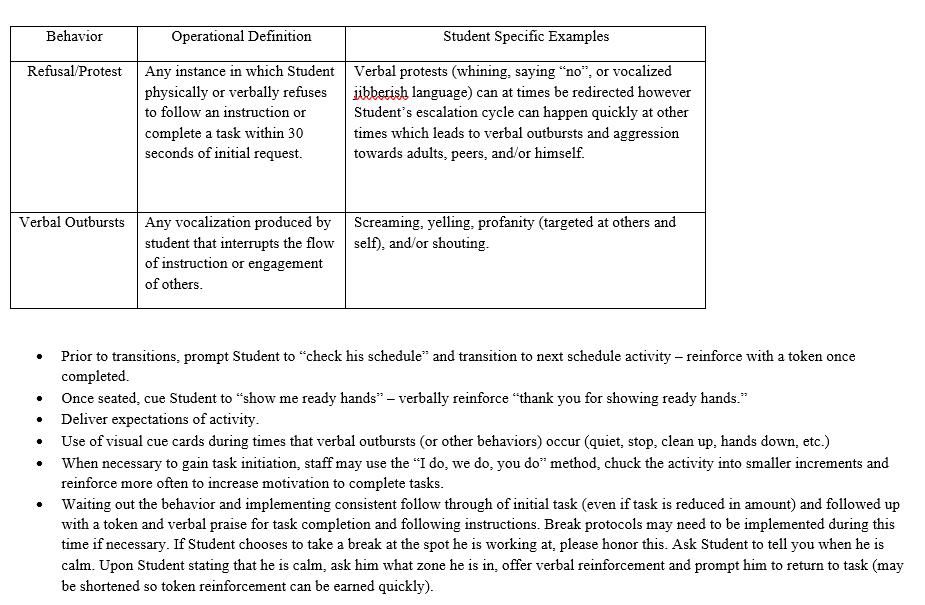 Behavior
Operational Definition
Student Specific Examples
Refusal/Protest
Any instance in which Student
physically or verbally refuses
to follow an instruction or
complete a task within 30
seconds of initial request.
Verbal protests (whining, saying “no”, or vocalized
jibberish language) can at times be redirected however
Student’s escalation cycle can happen quickly at other
times which leads to verbal outbursts and aggression
towards adults, peers, and/or himself.
Verbal Outbursts
Any vocalization produced by
student that interrupts the flow
of instruction or engagement
of others.
Screaming, yelling, profanity (targeted at others and
self), and/or shouting.
• Prior to transitions, prompt Student to “check his schedule” and transition to next schedule activity – reinforce with a token once
completed.
• Once seated, cue Student to “show me ready hands” – verbally reinforce “thank you for showing ready hands.”
• Deliver expectations of activity.
• Use of visual cue cards during times that verbal outbursts (or other behaviors) occur (quiet, stop, clean up, hands down, etc.)
• When necessary to gain task initiation, staff may use the “I do, we do, you do” method, chuck the activity into smaller increments and
reinforce more often to increase motivation to complete tasks.
• Waiting out the behavior and implementing consistent follow through of initial task (even if task is reduced in amount) and followed up
with a token and verbal praise for task completion and following instructions. Break protocols may need to be implemented during this
time if necessary. If Student chooses to take a break at the spot he is working at, please honor this. Ask Student to tell you when he is
calm. Upon Student stating that he is calm, ask him what zone he is in, offer verbal reinforcement and prompt him to return to task (may
be shortened so token reinforcement can be earned quickly).